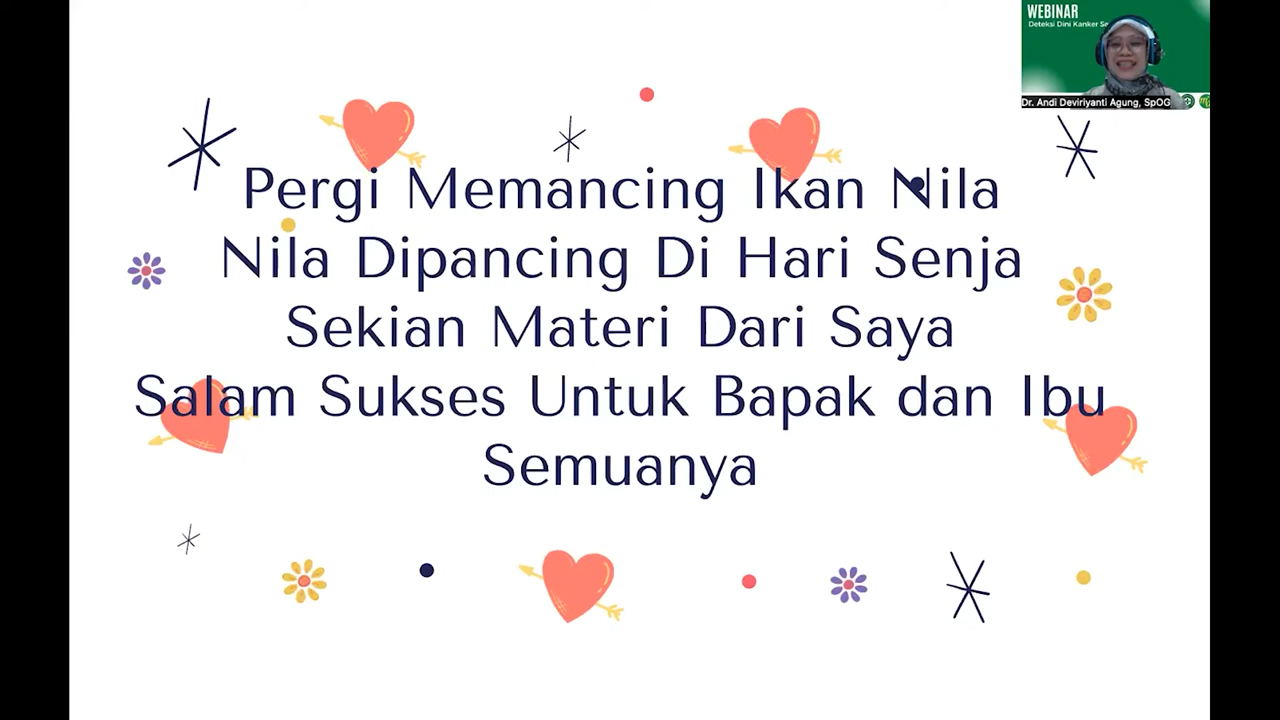 WEBINAR
Deteksi Dini Kanker
Dr. Andi Deviriyanti Agung, SpOG
Pergi Memancing Ikan Nila
Nila Dipancing Di Hari Senja
Sekian Materi Dari Saya
Salam Sukses Untuk Bapak dan Ibu
Semuanya